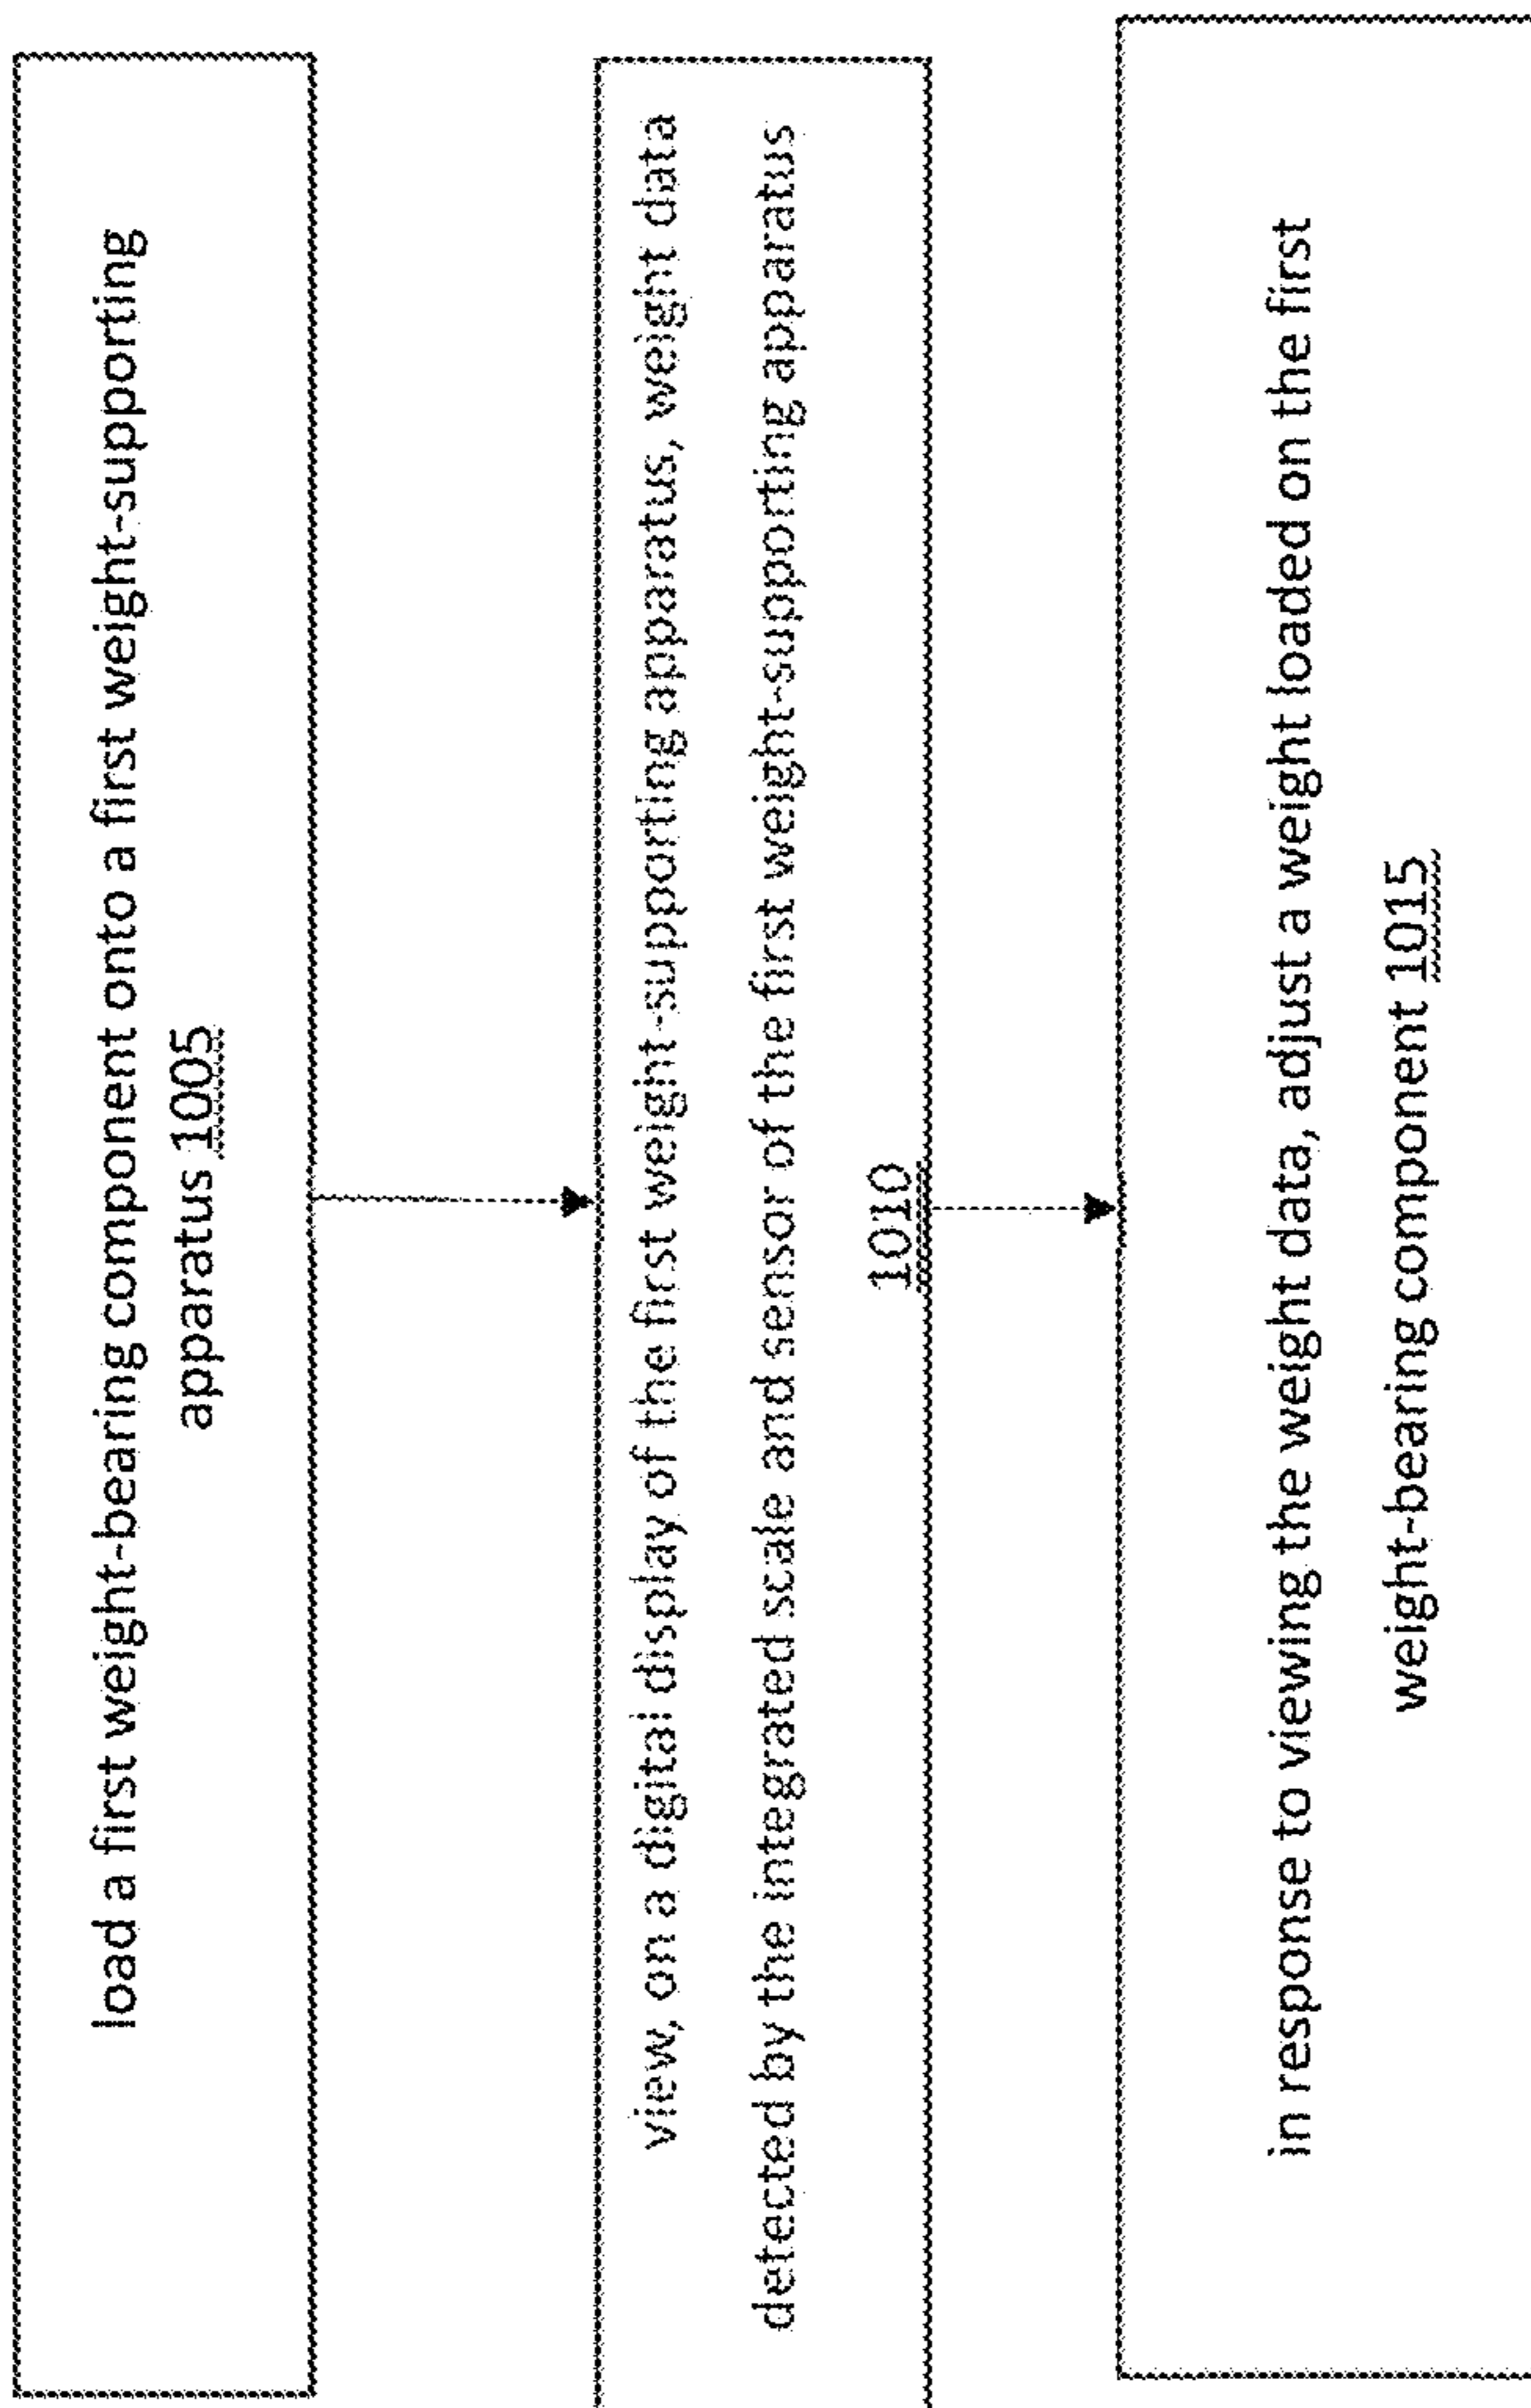 load a first weight-bearing component onto a first weight-supporting
apparatus 1005
view, on a digital display of the first weight-supporting apparatus, weight data
detected by the integrated scale and sensor of the first weight-supporting apparatus
1010
in response to viewing the weight data, adjust a weight loaded on the first
weight-bearing component 1015